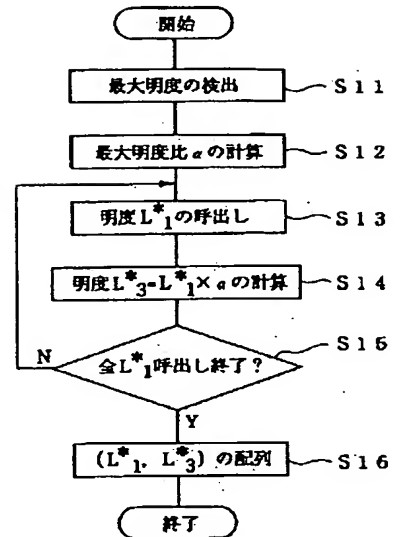 開始
最大明度の検出 S11
最大明度比αの計算 S12
明度L*1の呼出し S13
明度L*3=L*1×αの計算 S14
全L*1呼出し終了? S15
N
Y
(L*1, L*3)の配列 S16
終了